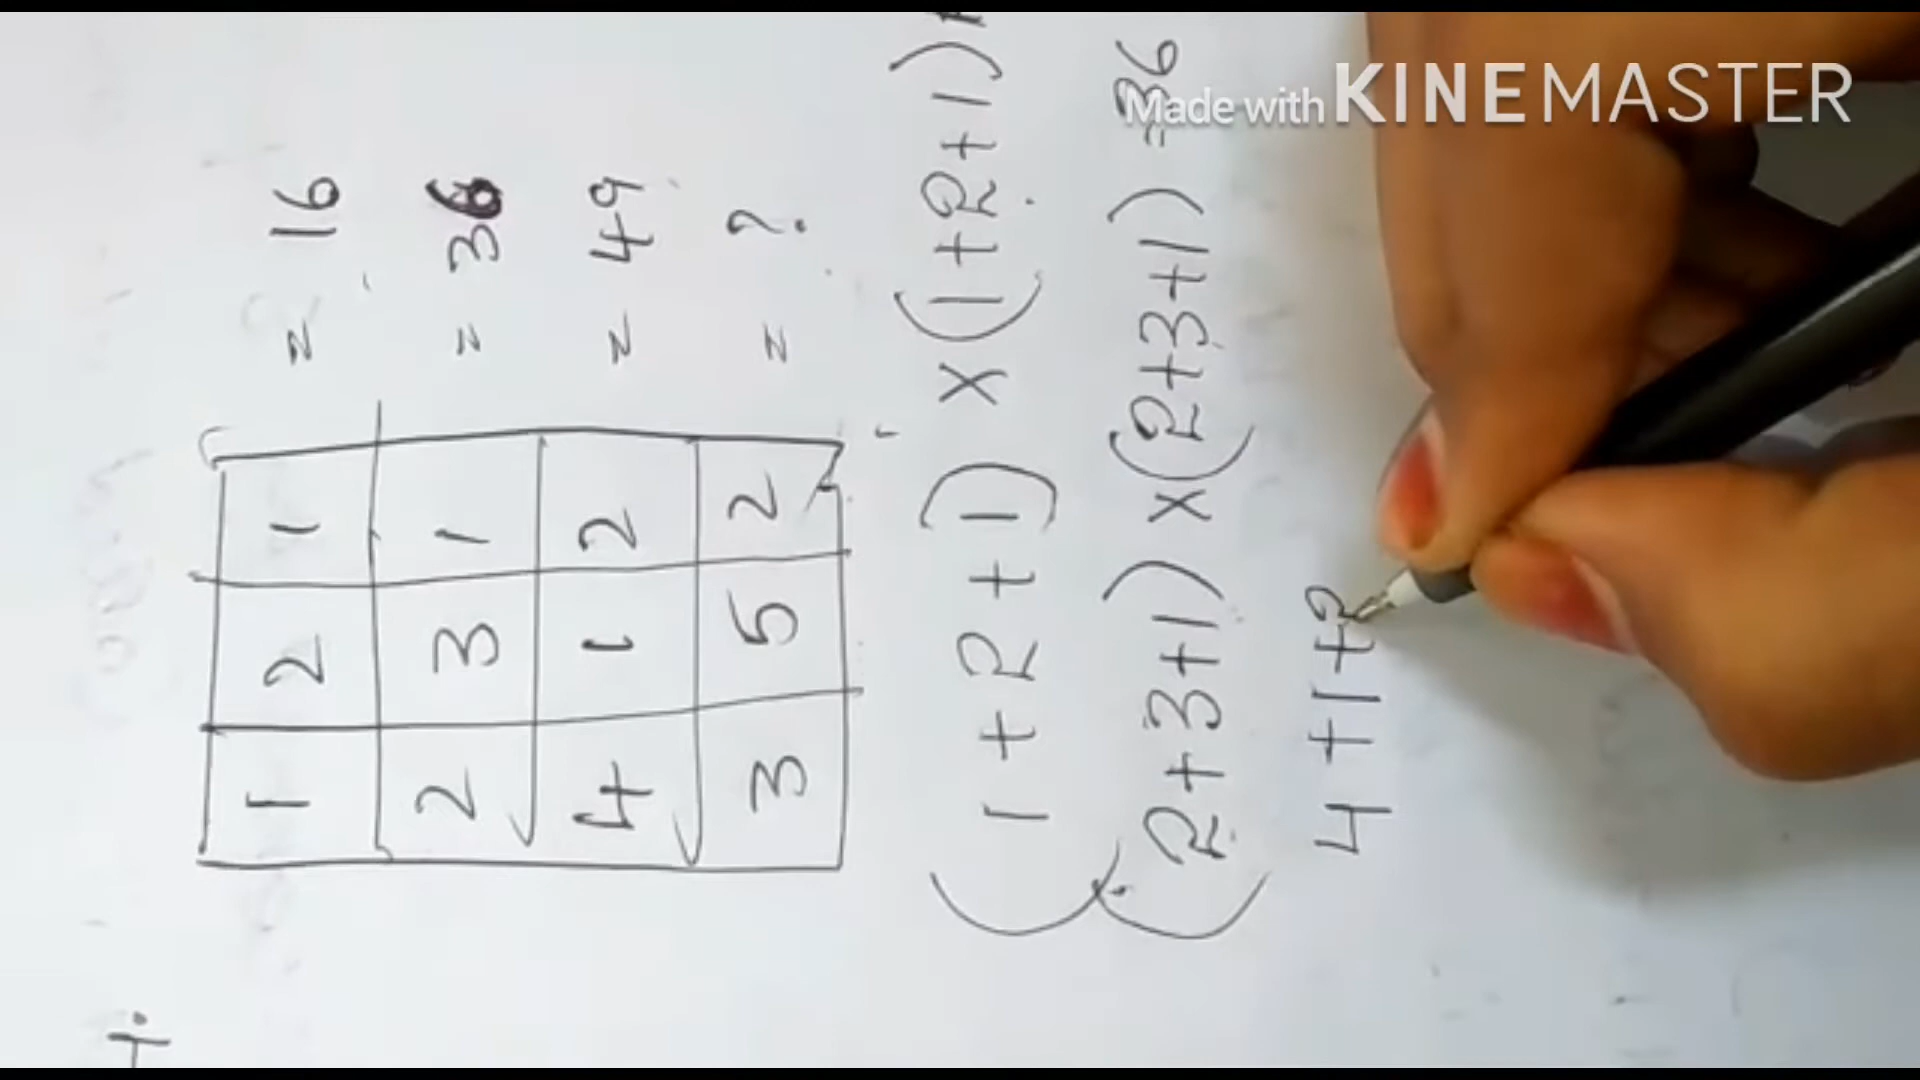 1.
1 2 1 = 16
2 3 1 = 36
4 1 2 = 49
3 5 2 = ?
(1+2+1) × (1+2+1)
(2+3+1) × (2+3+1) = 36
4+1+2
Made with KINEMASTER